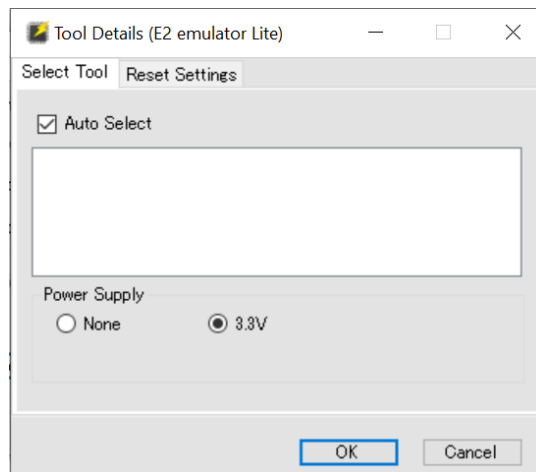 Tool Details (E2 emulator Lite)
Select Tool Reset Settings
Auto Select
Power Supply
None 3.3V
OK Cancel